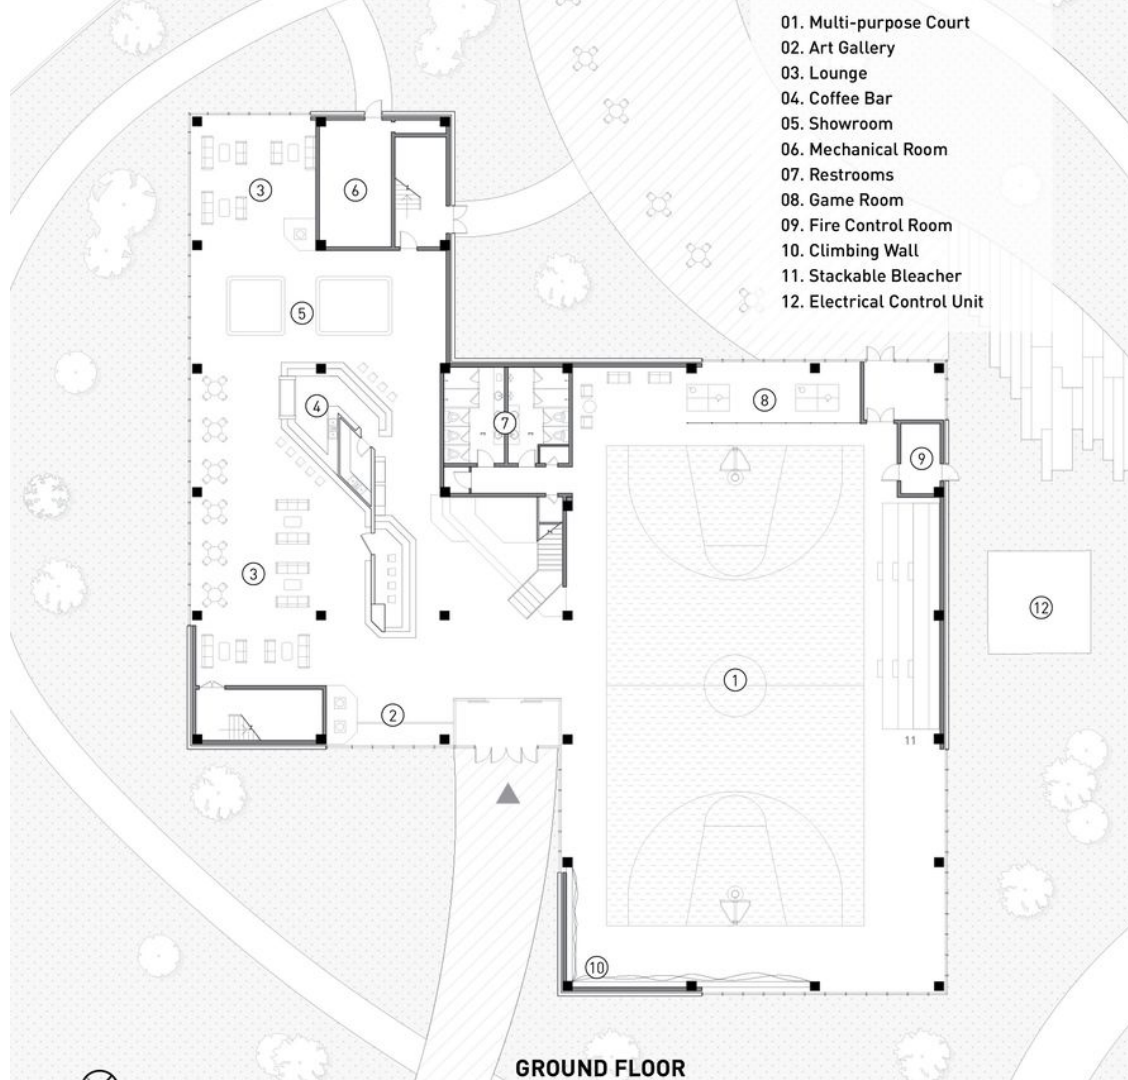 01. Multi-purpose Court
02. Art Gallery
03. Lounge
04. Coffee Bar
05. Showroom
06. Mechanical Room
07. Restrooms
08. Game Room
09. Fire Control Room
10. Climbing Wall
11. Stackable Bleacher
12. Electrical Control Unit
3
6
5
4
7
8
9
3
12
1
2
11
10
GROUND FLOOR